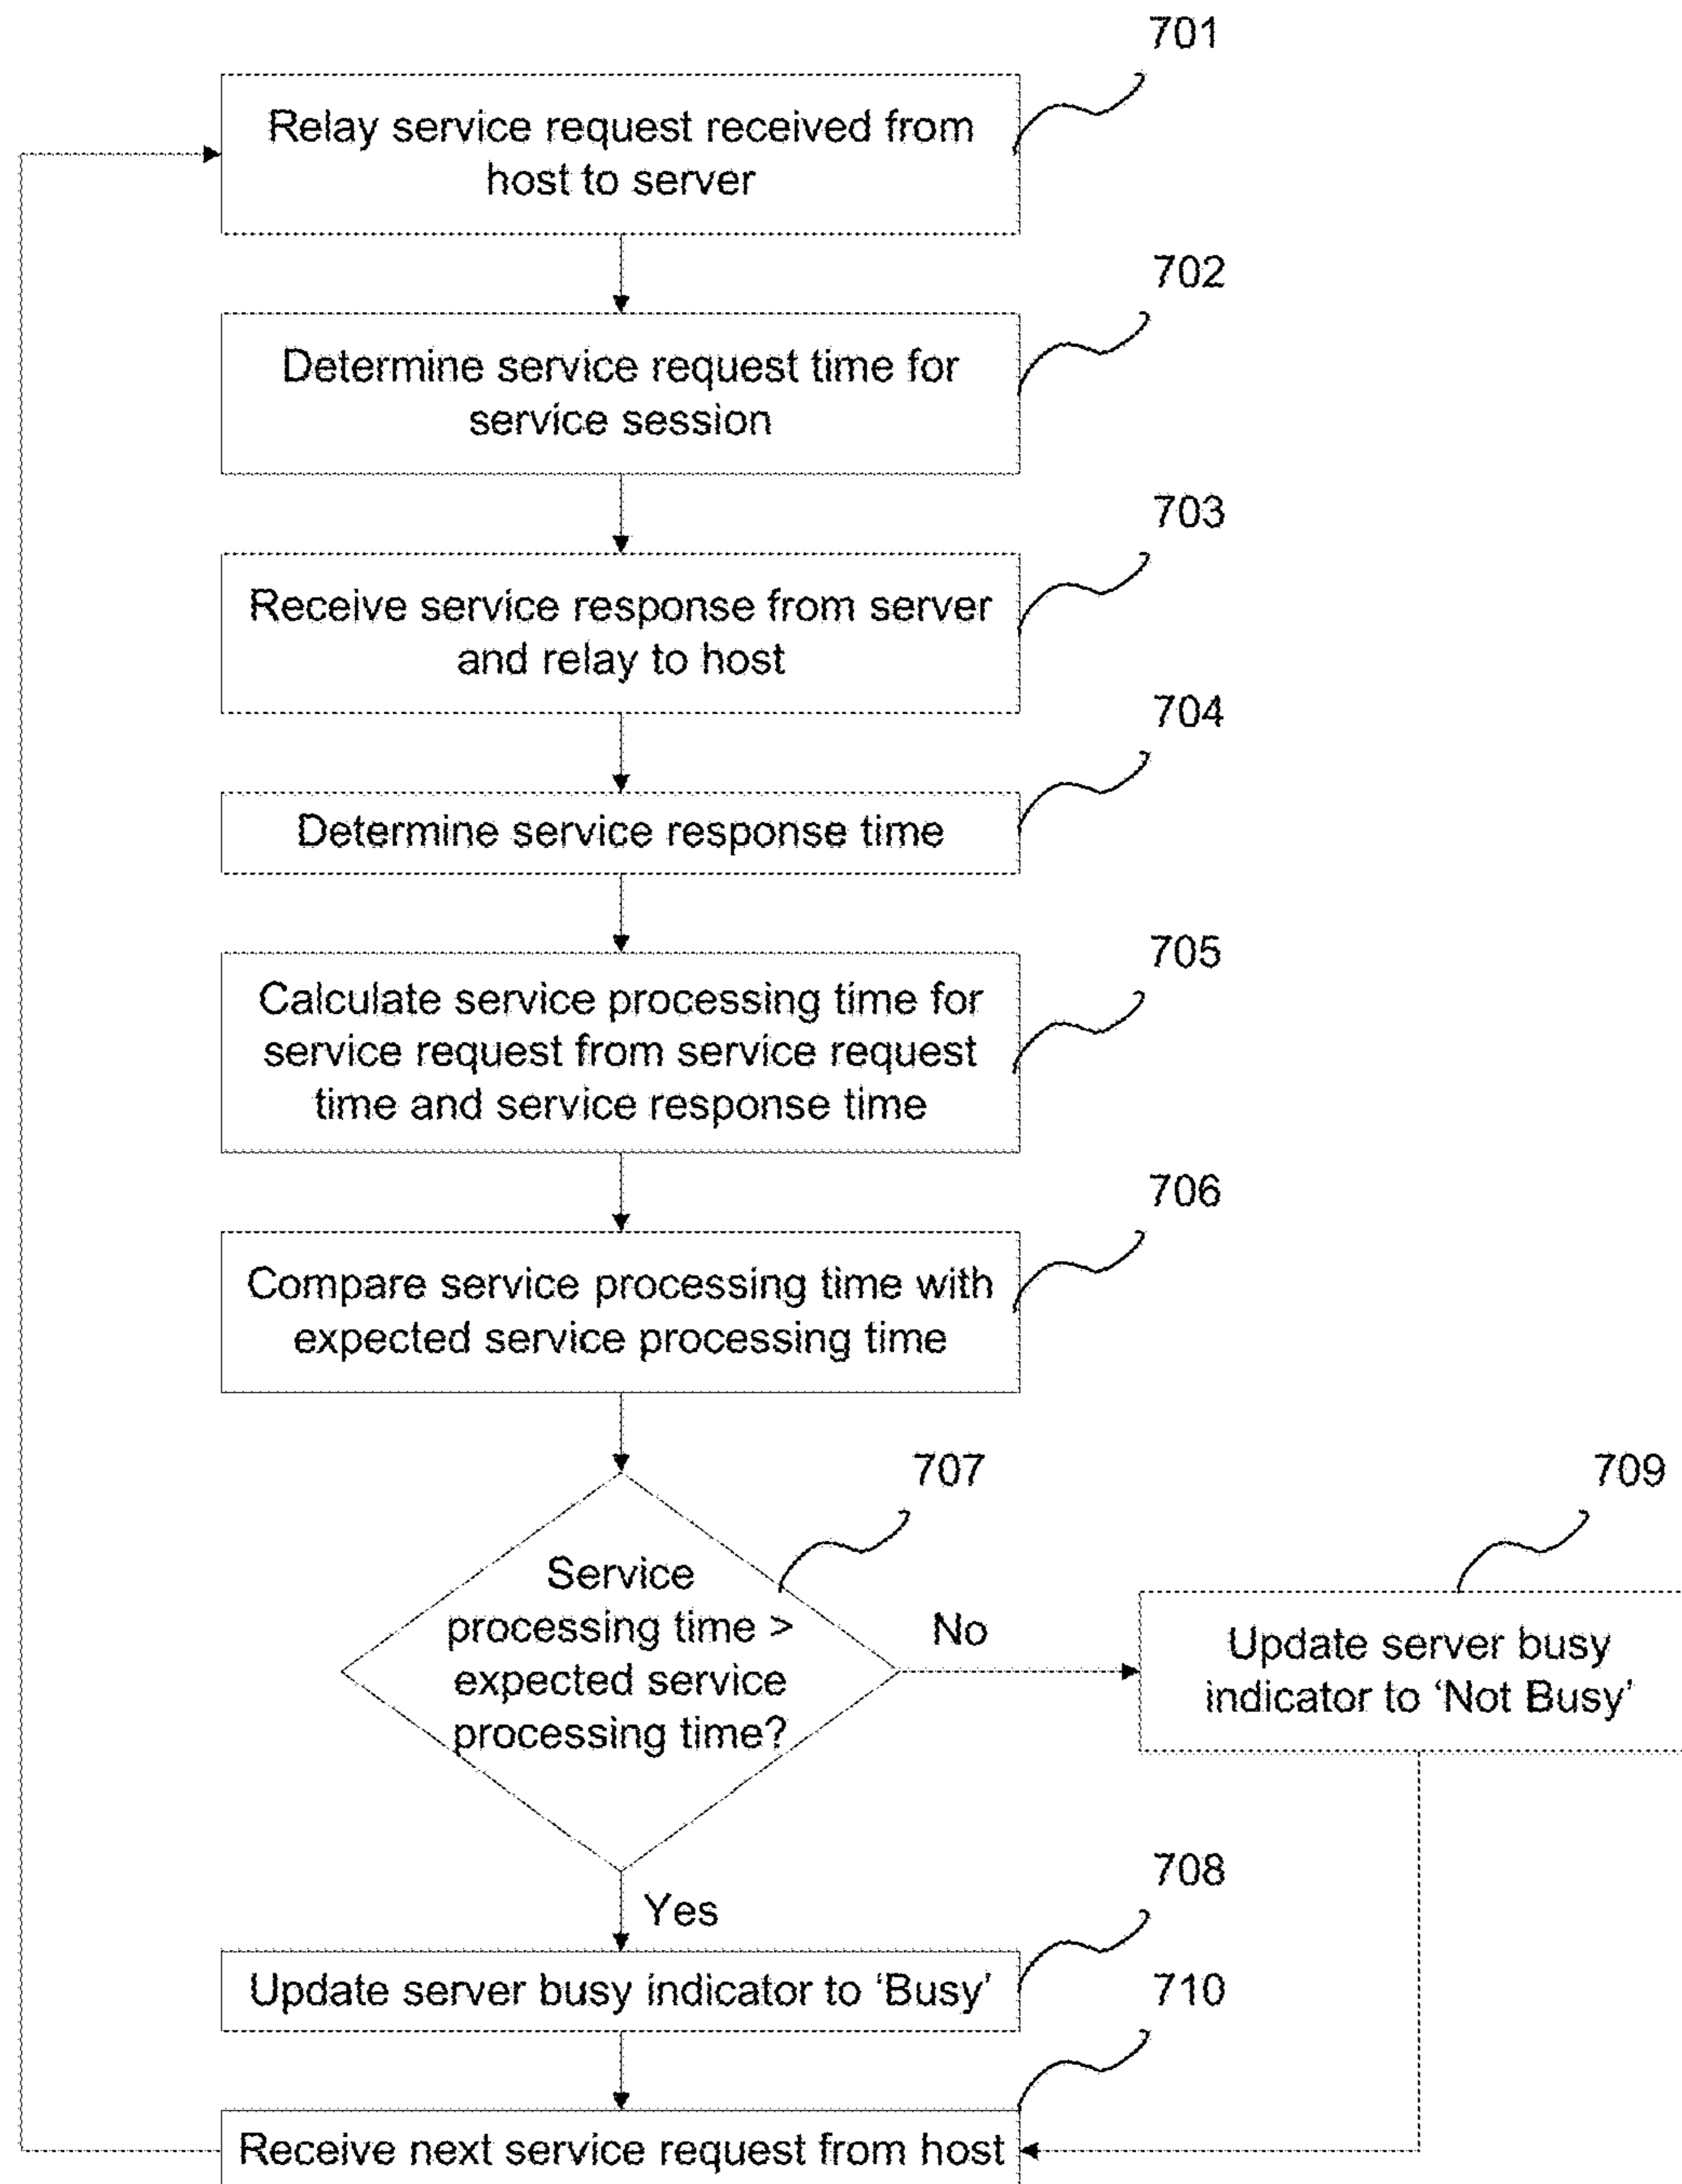 701
Relay service request received from
host to server
702
Determine service request time for
service session
703
Receive service response from server
and relay to host
704
Determine service response time
705
Calculate service processing time for
service request from service request
time and service response time
706
Compare service processing time with
expected service processing time
707
709
Service
processing time >
expected service
processing time?
No
Update server busy
indicator to ‘Not Busy’
708
Yes
Update server busy indicator to ‘Busy’
710
Receive next service request from host